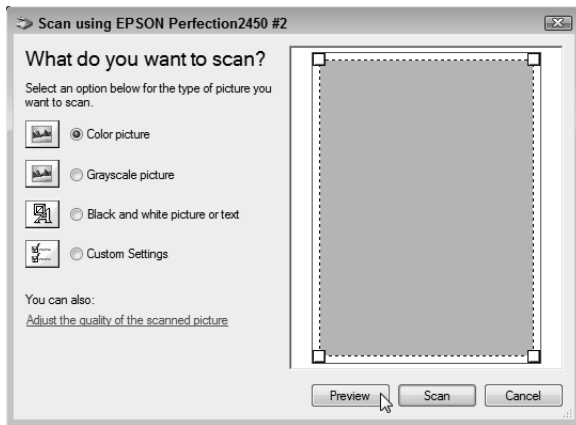 Scan using EPSON Perfection2450 #2
What do you want to scan?
Select an option below for the type of picture you
want to scan.
Color picture
Grayscale picture
Black and white picture or text
Custom Settings
You can also:
Adjust the quality of the scanned picture
Preview
Scan
Cancel